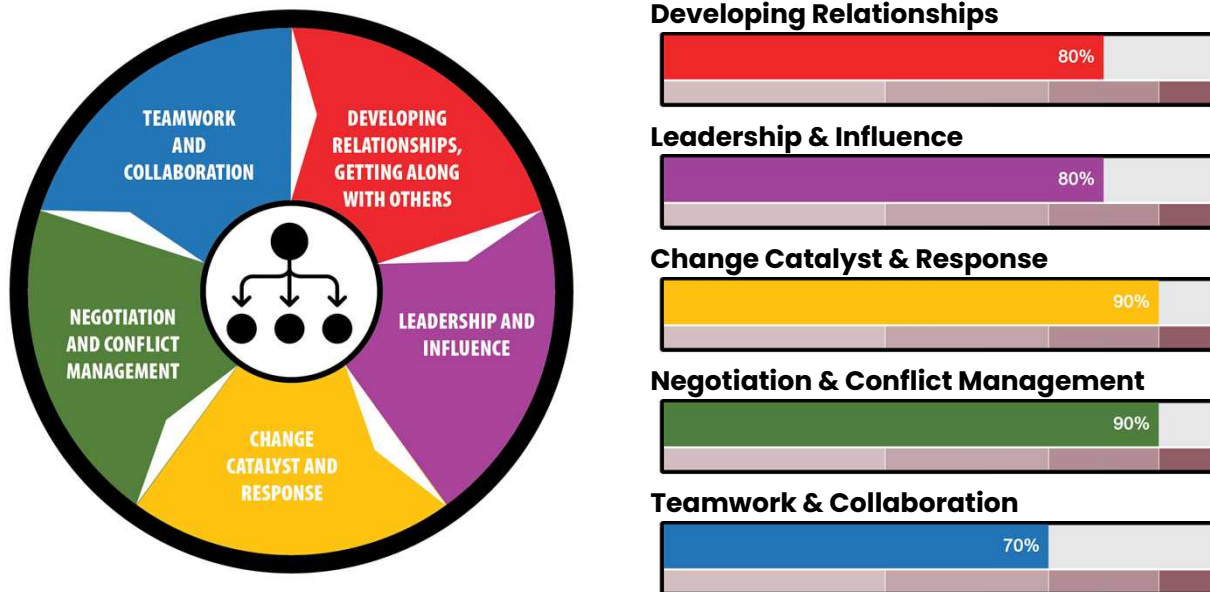 TEAMWORK
AND
COLLABORATION
DEVELOPING
RELATIONSHIPS,
GETTING ALONG
WITH OTHERS
NEGOTIATION
AND CONFLICT
MANAGEMENT
LEADERSHIP AND
INFLUENCE
CHANGE
CATALYST AND
RESPONSE
Developing Relationships
80%
Leadership & Influence
80%
Change Catalyst & Response
90%
Negotiation & Conflict Management
90%
Teamwork & Collaboration
70%